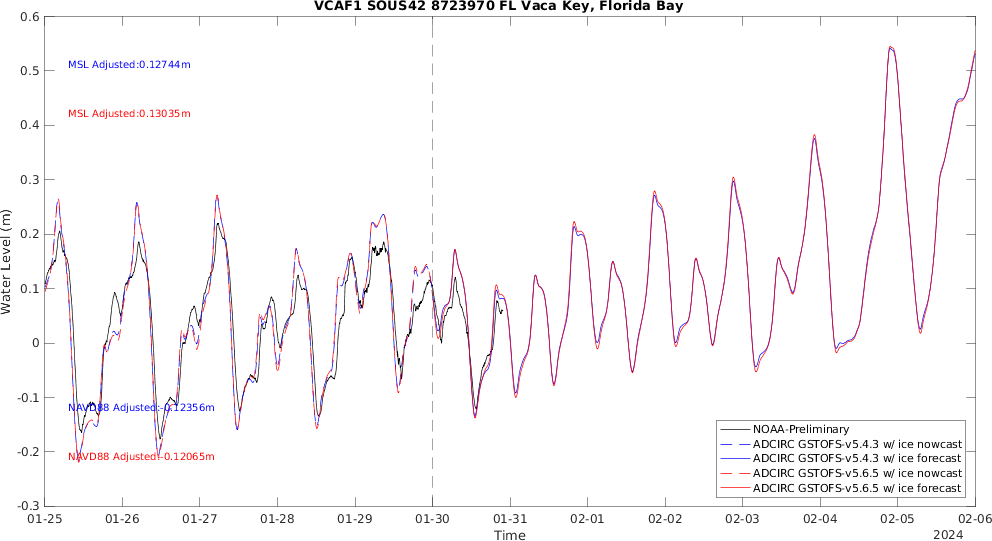 VCAF1 SOUS42 8723970 FL Vaca Key, Florida Bay
0.6
0.5
0.4
0.3
0.2
0.1
0
-0.1
-0.2
-0.3
Water Level (m)
MSL Adjusted:0.12744m
MSL Adjusted:0.13035m
NAVD88 Adjusted:-0.12356m
NAVD88 Adjusted:-0.12065m
NOAA-Preliminary
ADCIRC GSTOFS-v5.4.3 w/ ice nowcast
ADCIRC GSTOFS-v5.4.3 w/ ice forecast
ADCIRC GSTOFS-v5.6.5 w/ ice nowcast
ADCIRC GSTOFS-v5.6.5 w/ ice forecast
01-25 01-26 01-27 01-28 01-29 01-30 01-31 02-01 02-02 02-03 02-04 02-05 02-06
Time
2024